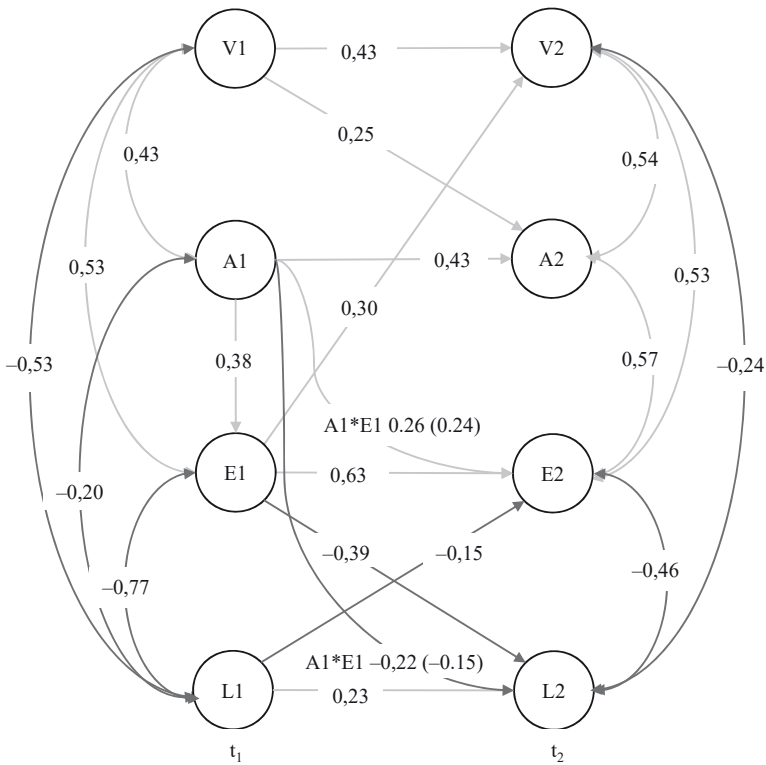 V1
0,43
V2
0,25
0,43
0,54
0,53
A1
0,43
A2
0,53
0,30
–0,53
0,38
0,57
–0,24
A1*E1 0.26 (0.24)
E1
0,63
E2
–0,20
–0,39
–0,15
–0,77
–0,46
A1*E1 –0,22 (–0.15)
L1
0,23
L2
t1
t2